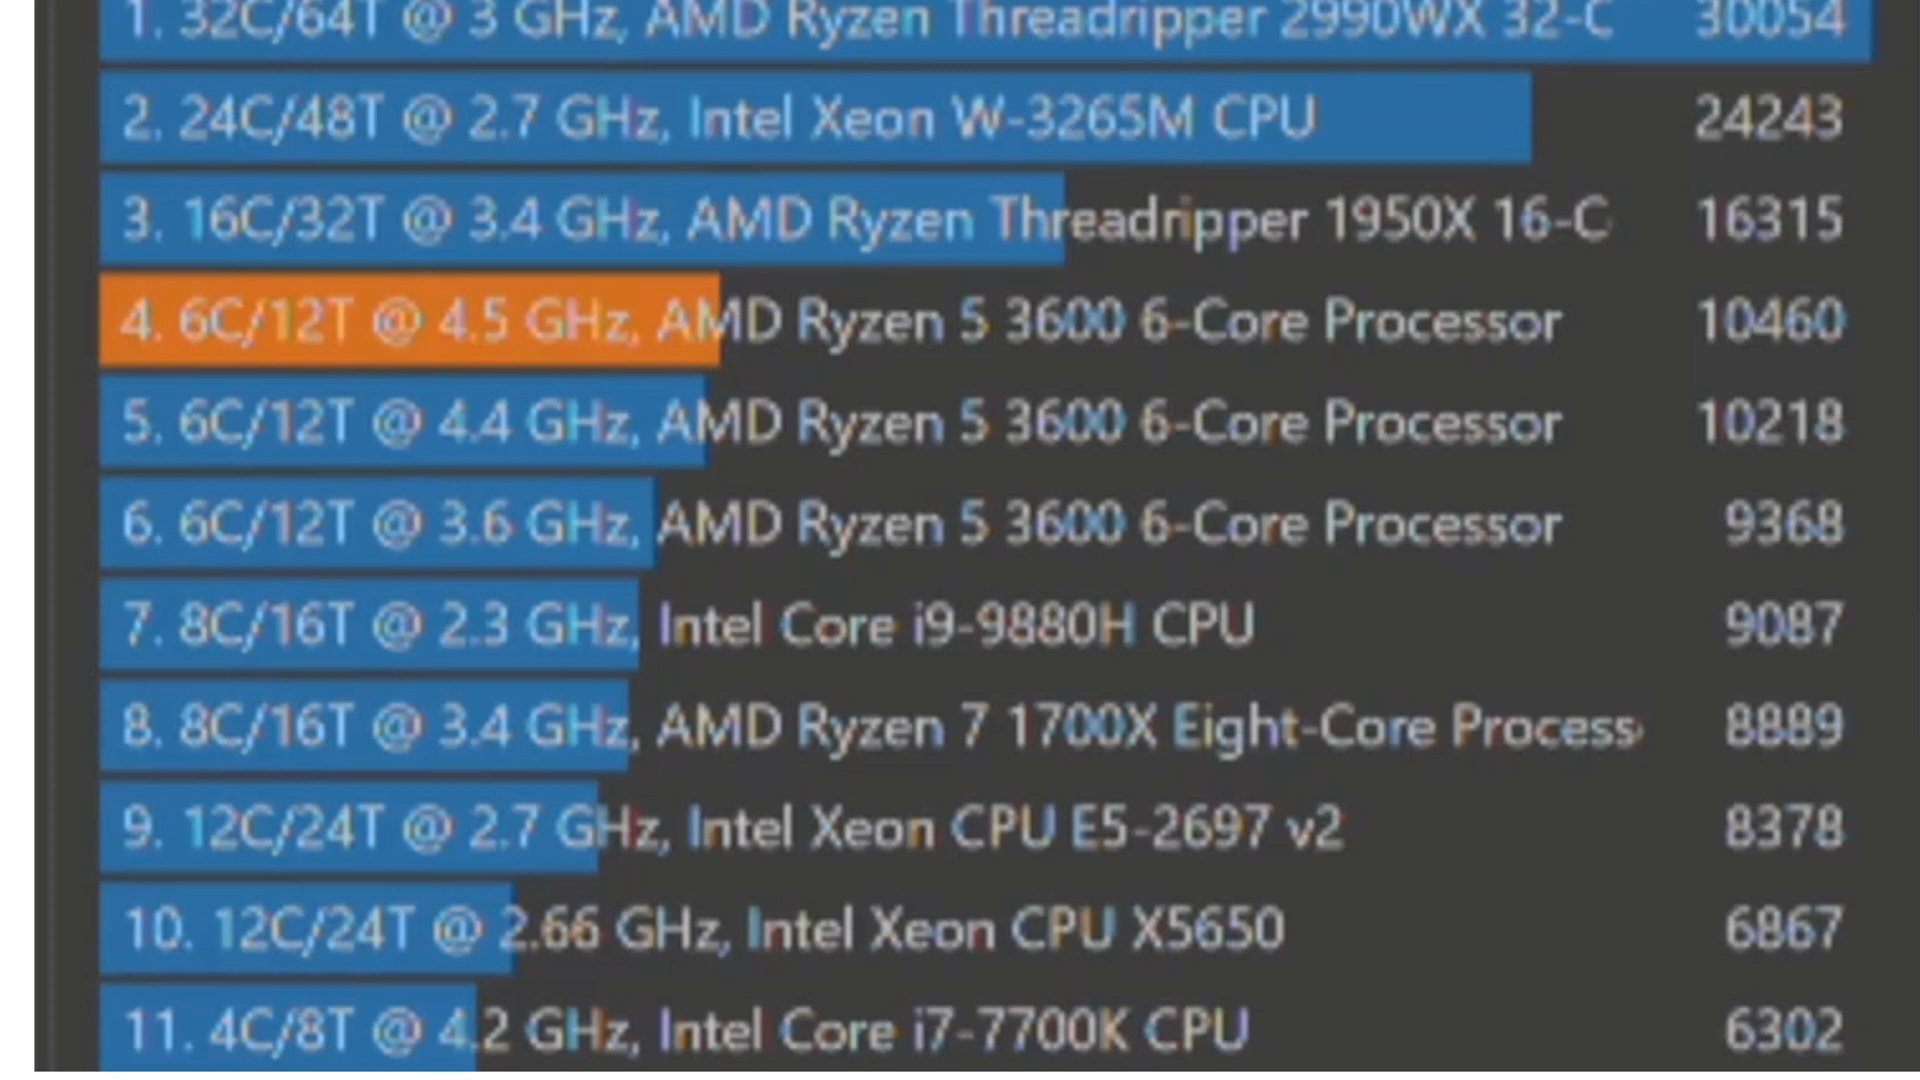 1. 32C/64T @ 3 GHz, AMD Ryzen Threadripper 2990WX 32-C 30054
2. 24C/48T @ 2.7 GHz, Intel Xeon W-3265M CPU 24243
3. 16C/32T @ 3.4 GHz, AMD Ryzen Threadripper 1950X 16-C 16315
4. 6C/12T @ 4.5 GHz, AMD Ryzen 5 3600 6-Core Processor 10460
5. 6C/12T @ 4.4 GHz, AMD Ryzen 5 3600 6-Core Processor 10218
6. 6C/12T @ 3.6 GHz, AMD Ryzen 5 3600 6-Core Processor 9368
7. 8C/16T @ 2.3 GHz, Intel Core i9-9880H CPU 9087
8. 8C/16T @ 3.4 GHz, AMD Ryzen 7 1700X Eight-Core Process 8889
9. 12C/24T @ 2.7 GHz, Intel Xeon CPU E5-2697 v2 8378
10. 12C/24T @ 2.66 GHz, Intel Xeon CPU X5650 6867
11. 4C/8T @ 4.2 GHz, Intel Core i7-7700K CPU 6302